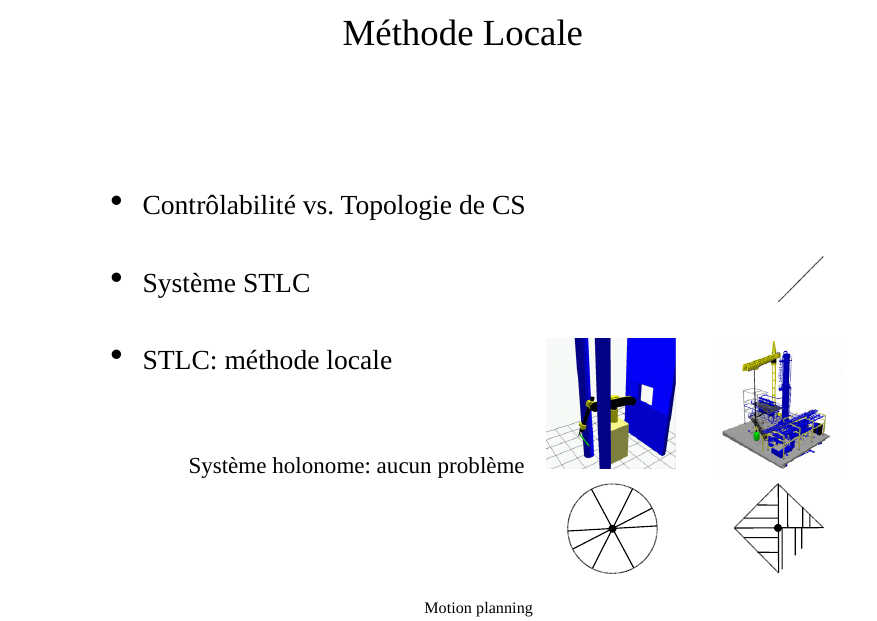 Méthode Locale
• Contrôlabilité vs. Topologie de CS
• Système STLC
• STLC: méthode locale
Système holonome: aucun problème
Motion planning